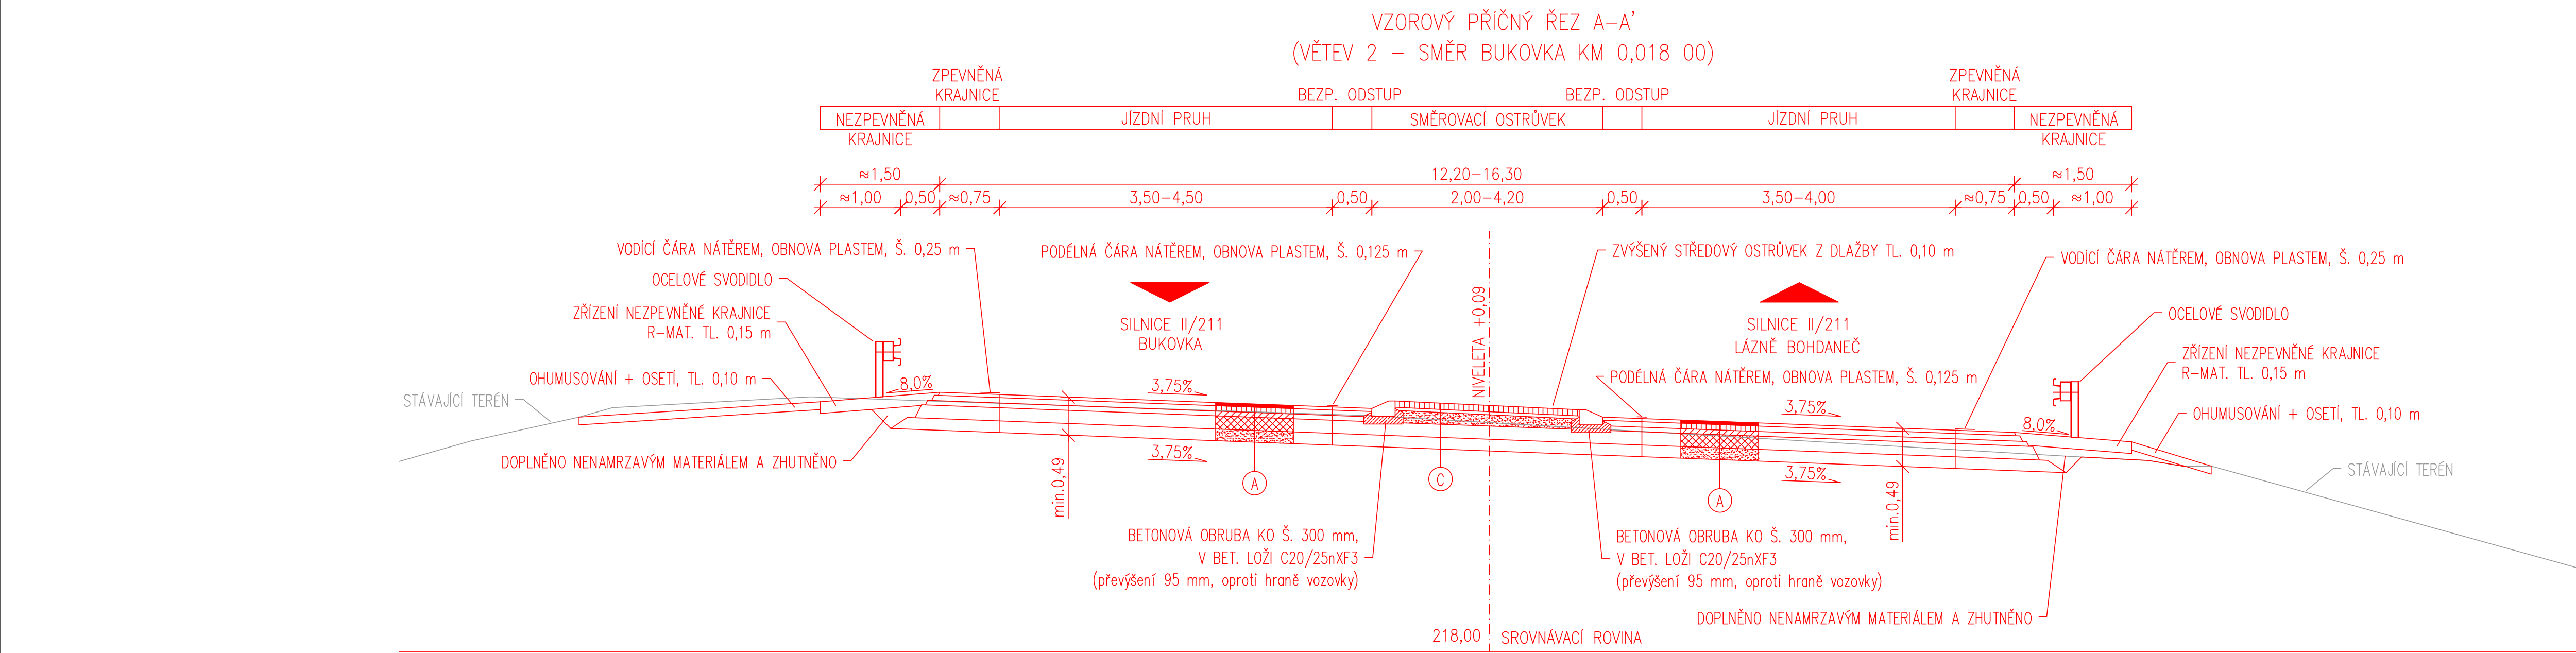 VZOROVÝ PŘÍČNÝ ŘEZ A-A'
(VĚTEV 2 - SMĚR BUKOVKA KM 0,018 00)
ZPEVNĚNÁ
KRAJNICE
BEZP. ODSTUP
BEZP. ODSTUP
ZPEVNĚNÁ
KRAJNICE
NEZPEVNĚNÁ
KRAJNICE
JÍZDNÍ PRUH
SMĚROVACÍ OSTRŮVEK
JÍZDNÍ PRUH
NEZPEVNĚNÁ
KRAJNICE
≈1,50
12,20-16,30
≈1,50
≈1,00
0,50
≈0,75
3,50-4,50
0,50
2,00-4,20
0,50
3,50-4,00
≈0,75
0,50
≈1,00
VODÍCÍ ČÁRA NÁTĚREM, OBNOVA PLASTEM, Š. 0,25 m
PODÉLNÁ ČÁRA NÁTĚREM, OBNOVA PLASTEM, Š. 0,125 m
ZVÝŠENÝ STŘEDOVÝ OSTRŮVEK Z DLAŽBY TL. 0,10 m
VODÍCÍ ČÁRA NÁTĚREM, OBNOVA PLASTEM, Š. 0,25 m
OCELOVÉ SVODIDLO
OCELOVÉ SVODIDLO
ZŘÍZENÍ NEZPEVNĚNÉ KRAJNICE
R-MAT. TL. 0,15 m
SILNICE II/211
BUKOVKA
NIVELETA +0,09
SILNICE II/211
LÁZNĚ BOHDANEČ
ZŘÍZENÍ NEZPEVNĚNÉ KRAJNICE
R-MAT. TL. 0,15 m
OHUMUSOVÁNÍ + OSETÍ, TL. 0,10 m
8,0%
3,75%
PODÉLNÁ ČÁRA NÁTĚREM, OBNOVA PLASTEM, Š. 0,125 m
STÁVAJÍCÍ TERÉN
3,75%
8,0%
OHUMUSOVÁNÍ + OSETÍ, TL. 0,10 m
DOPLNĚNO NENAMRZAVÝM MATERIÁLEM A ZHUTNĚNO
3,75%
min.0,49
A
C
A
3,75%
min.0,49
STÁVAJÍCÍ TERÉN
BETONOVÁ OBRUBA KO Š. 300 mm,
V BET. LOŽI C20/25nXF3
(převýšení 95 mm, oproti hraně vozovky)
BETONOVÁ OBRUBA KO Š. 300 mm,
V BET. LOŽI C20/25nXF3
(převýšení 95 mm, oproti hraně vozovky)
DOPLNĚNO NENAMRZAVÝM MATERIÁLEM A ZHUTNĚNO
218,00 SROVNÁVACÍ ROVINA